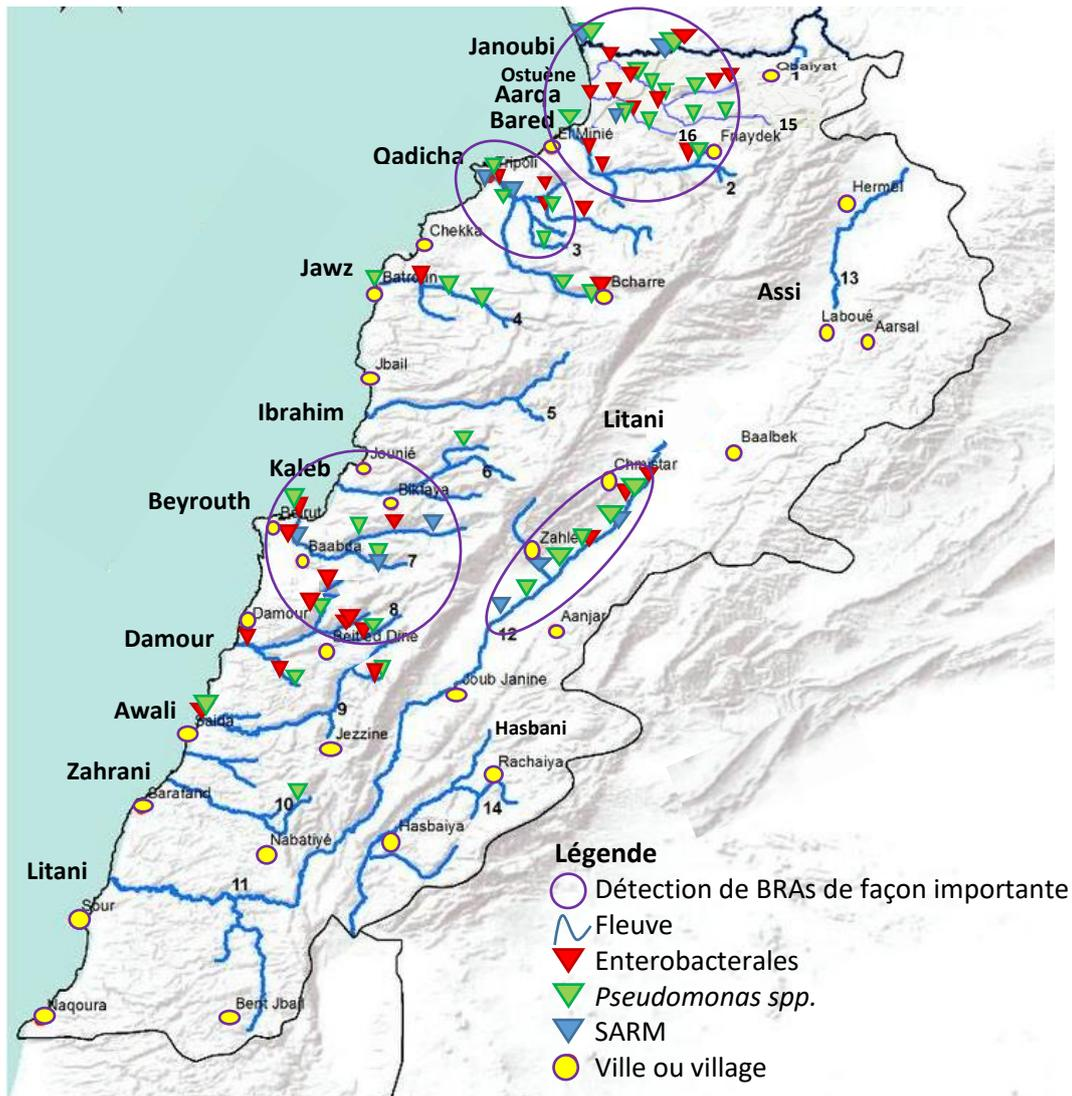 Janoubi
Qbaiyat
1
Ostuène
Aarqa
Bared
El Minié
15
16
Fnaydek
Qadicha
Tripoli
2
Hermel
Chekka
3
Jawz
Batroun
Bcharre
Assi
13
4
Laboué
Aarsal
Jbail
Ibrahim
5
Litani
Baalbek
Chmistar
Jounié
Kaleb
6
Bikfaya
Beyrouth
Beirut
Baabda
7
Zahlé
Damour
8
Aanjar
12
Damour
Beit ed Dine
Joub Janine
Awali
9
Saida
Jezzine
Hasbani
Zahrani
Rachaiya
Sarafand
10
14
Hasbaiya
Nabatiyé
Litani
11
Sour
Naqoura
Bent Jbail
Légende
Détection de BRAs de façon importante
Fleuve
Enterobacterales
Pseudomonas spp.
SARM
Ville ou village